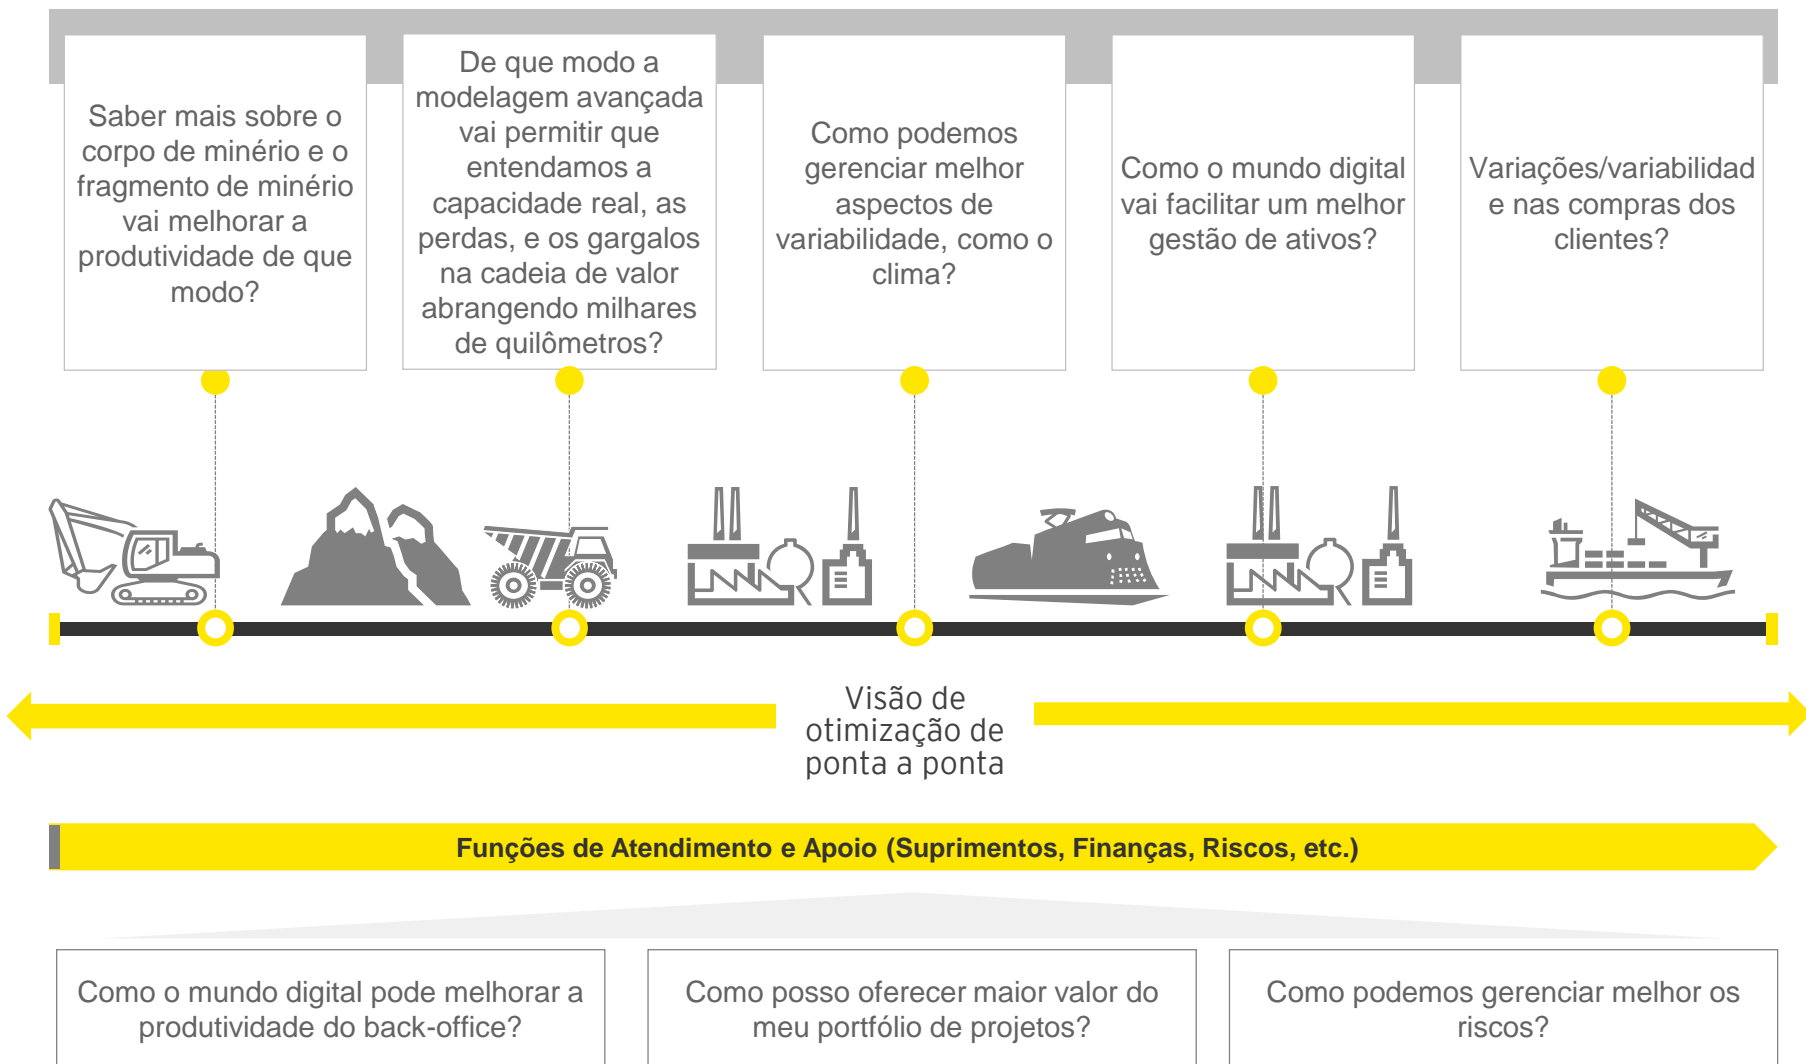 Saber mais sobre o
corpo de minério e o
fragmento de minério
vai melhorar a
produtividade de que
modo?
De que modo a
modelagem avançada
vai permitir que
entendamos a
capacidade real, as
perdas, e os gargalos
na cadeia de valor
abrangendo milhares
de quilômetros?
Como podemos
gerenciar melhor
aspectos de
variabilidade, como o
clima?
Como o mundo digital
vai facilitar um melhor
gestão de ativos?
Variações/variabilidad
e nas compras dos
clientes?
Visão de
otimização de
ponta a ponta
Funções de Atendimento e Apoio (Suprimentos, Finanças, Riscos, etc.)
Como o mundo digital pode melhorar a
produtividade do back-office?
Como posso oferecer maior valor do
meu portfólio de projetos?
Como podemos gerenciar melhor os
riscos?